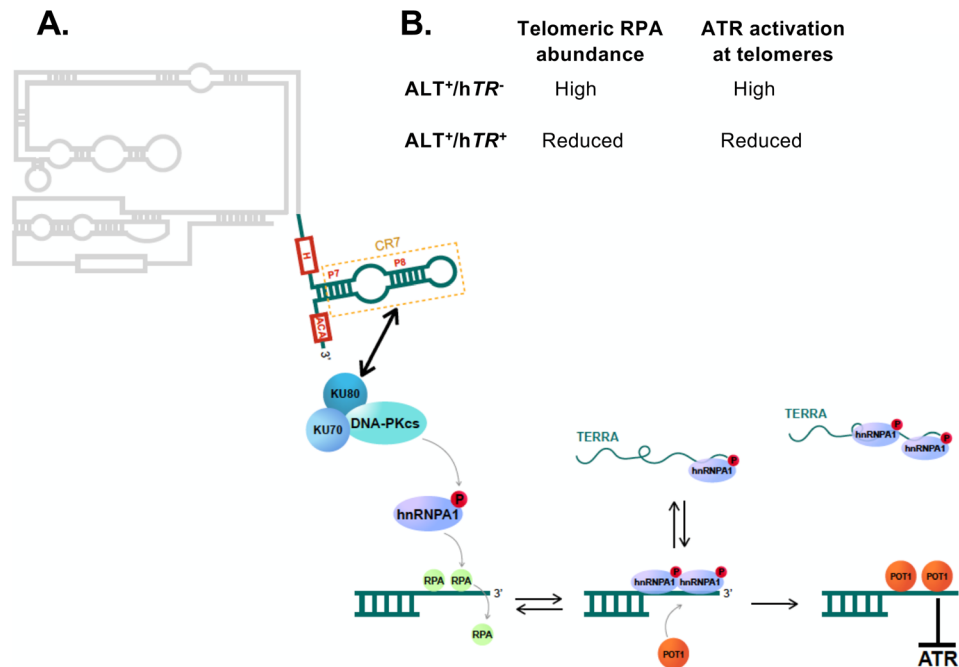 A.
B.
Telomeric RPA
abundance
ATR activation
at telomeres
ALT⁺/hTR⁻ High High
ALT⁺/hTR⁺ Reduced Reduced
CR7
H
P7
P8
ACA
3'
KU80
KU70
DNA-PKcs
TERRA
hnRNPA1
P
TERRA
hnRNPA1
P
hnRNPA1
P
hnRNPA1
P
RPA
RPA
3'
RPA
hnRNPA1
P
hnRNPA1
P
3'
POT1
POT1
POT1
ATR